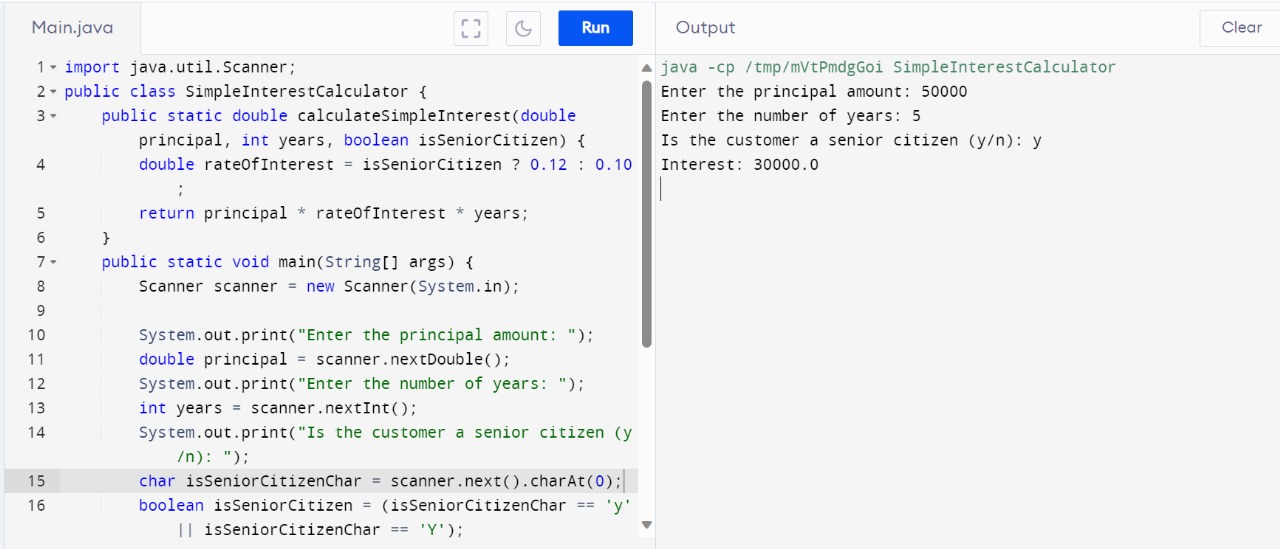 Main.java
Run
Output
Clear
1 import java.util.Scanner;
2 public class SimpleInterestCalculator {
3 public static double calculateSimpleInterest(double
principal, int years, boolean isSeniorCitizen) {
4 double rateOfInterest = isSeniorCitizen ? 0.12 : 0.10
;
5 return principal * rateOfInterest * years;
6 }
7 public static void main(String[] args) {
8 Scanner scanner = new Scanner(System.in);
9
10 System.out.print("Enter the principal amount: ");
11 double principal = scanner.nextDouble();
12 System.out.print("Enter the number of years: ");
13 int years = scanner.nextInt();
14 System.out.print("Is the customer a senior citizen (y
/n): ");
15 char isSeniorCitizenChar = scanner.next().charAt(0);
16 boolean isSeniorCitizen = (isSeniorCitizenChar == 'y'
|| isSeniorCitizenChar == 'Y');
java -cp /tmp/mVtPmdgGoi SimpleInterestCalculator
Enter the principal amount: 50000
Enter the number of years: 5
Is the customer a senior citizen (y/n): y
Interest: 30000.0